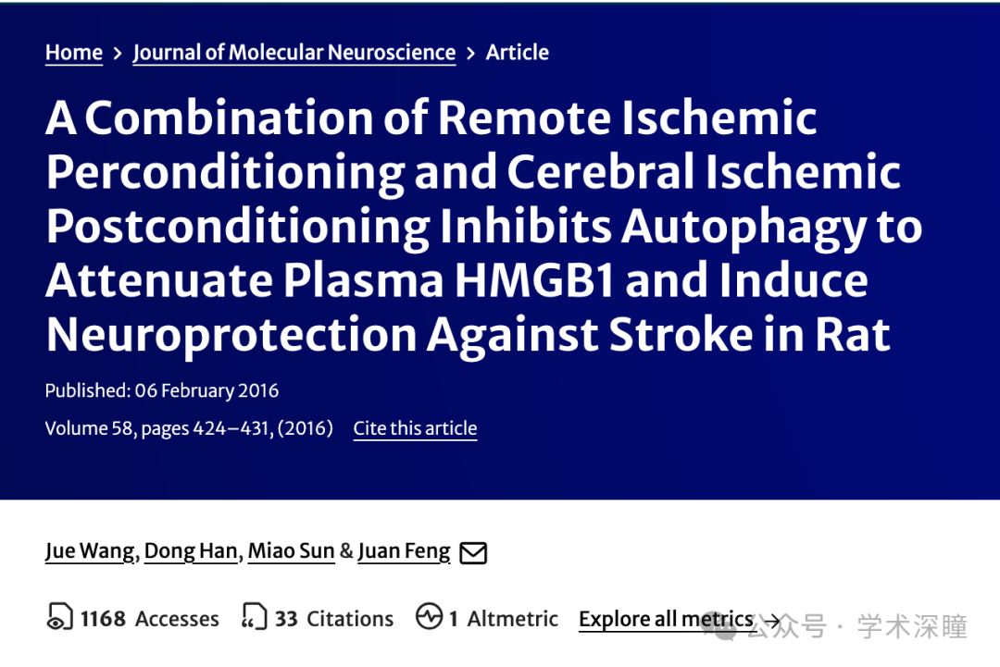 Home > Journal of Molecular Neuroscience > Article
A Combination of Remote Ischemic
Perconditioning and Cerebral Ischemic
Postconditioning Inhibits Autophagy to
Attenuate Plasma HMGB1 and Induce
Neuroprotection Against Stroke in Rat
Published: 06 February 2016
Volume 58, pages 424–431, (2016) Cite this article
Jue Wang, Dong Han, Miao Sun & Juan Feng
1168 Accesses 33 Citations 1 Altmetric Explore all metrics →
公众号 · 学术深瞳